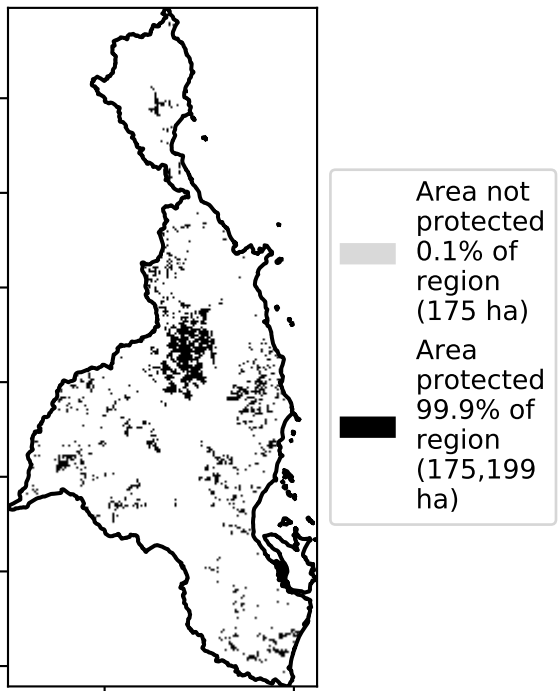 Area not
protected
0.1% of
region
(175 ha)
Area
protected
99.9% of
region
(175,199
ha)